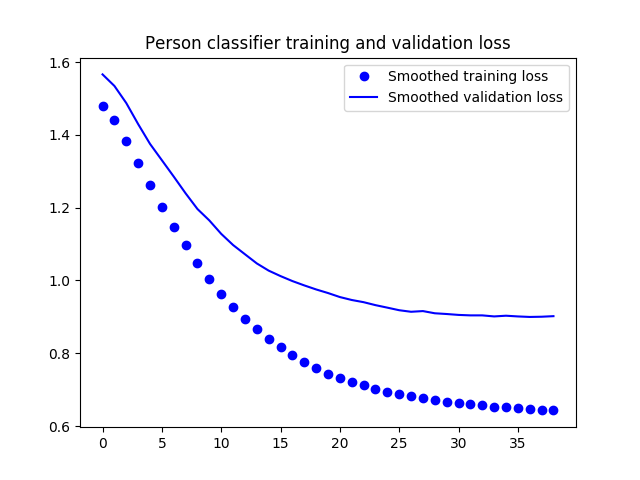 Person classifier training and validation loss
Smoothed training loss
Smoothed validation loss
1.6
1.4
1.2
1.0
0.8
0.6
0 5 10 15 20 25 30 35